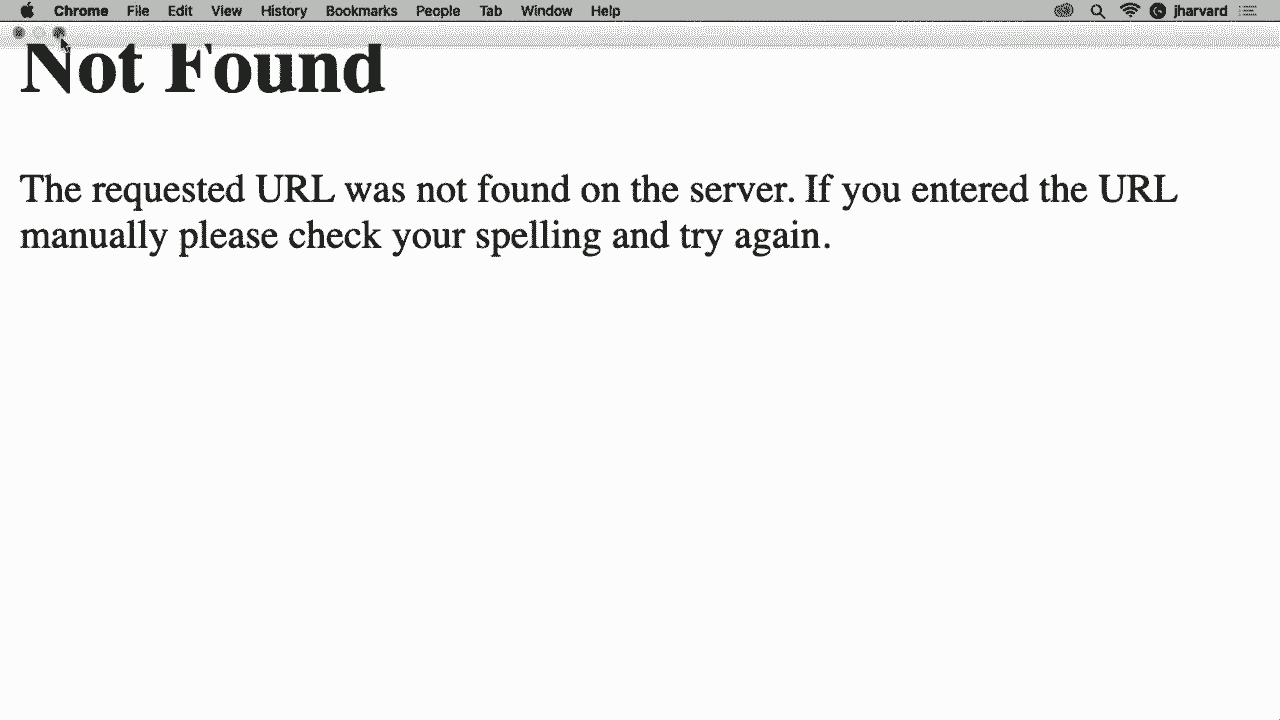 Chrome File Edit View History Bookmarks People Tab Window Help jharvard
Not Found
The requested URL was not found on the server. If you entered the URL
manually please check your spelling and try again.